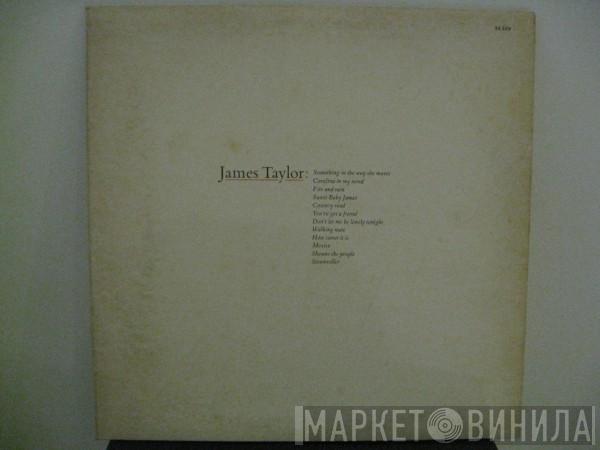 James Taylor:
Something in the way she moves
Carolina in my mind
Fire and rain
Sweet Baby James
Country road
You've got a friend
Don't let me be lonely tonight
Walking man
How sweet it is
Mexico
Shower the people
Steamroller
МАРКЕТ ВИНИЛА